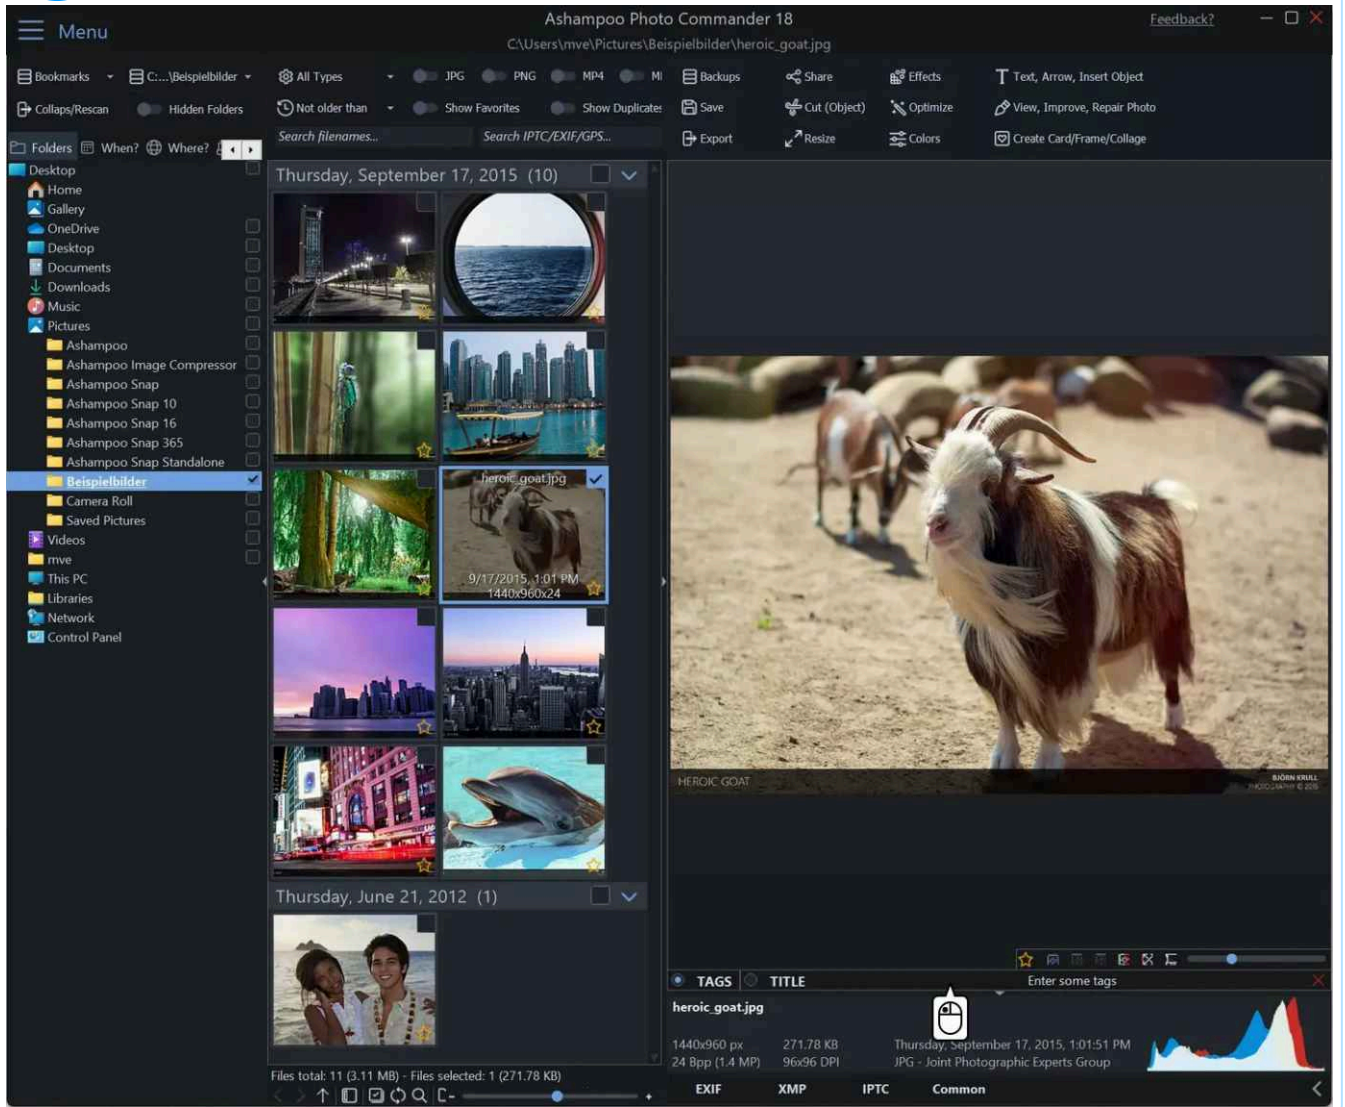 Ashampoo Photo Commander 18
C:\Users\mve\Pictures\Beispielbilder\heroic_goat.jpg
Feedback?
Menu
Bookmarks
C:...\Beispielbilder
All Types
JPG
PNG
MP4
Backups
Share
Effects
Text, Arrow, Insert Object
Collaps/Rescan
Hidden Folders
Not older than
Show Favorites
Show Duplicates
Save
Cut (Object)
Optimize
View, Improve, Repair Photo
Search filenames...
Search IPTC/EXIF/GPS...
Export
Resize
Colors
Create Card/Frame/Collage
Folders
When?
Where?
Desktop
Home
Gallery
OneDrive
Desktop
Documents
Downloads
Music
Pictures
Ashampoo
Ashampoo Image Compressor
Ashampoo Snap
Ashampoo Snap 10
Ashampoo Snap 16
Ashampoo Snap 365
Ashampoo Snap Standalone
Beispielbilder
Camera Roll
Saved Pictures
Videos
mve
This PC
Libraries
Network
Control Panel
Thursday, September 17, 2015 (10)
heroic_goat.jpg
9/17/2015, 1:01 PM
1440x960x24
Thursday, June 21, 2012 (1)
Files total: 11 (3.11 MB) - Files selected: 1 (271.78 KB)
HEROIC GOAT
BJÖRN KRULL
PHOTOGRAPHY © 2015
TAGS
TITLE
Enter some tags
heroic_goat.jpg
1440x960 px
271.78 KB
Thursday, September 17, 2015, 1:01:51 PM
24 Bpp (1.4 MP)
96x96 DPI
JPG - Joint Photographic Experts Group
EXIF
XMP
IPTC
Common